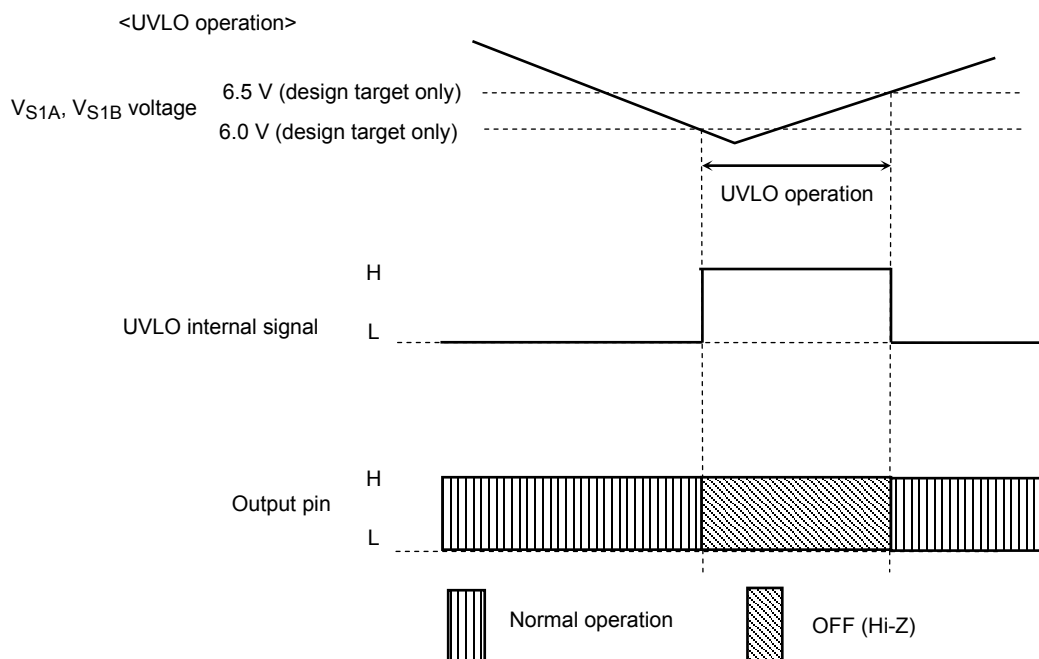 <UVLO operation>
6.5 V (design target only)
VS1A, VS1B voltage
6.0 V (design target only)
UVLO operation
H
UVLO internal signal
L
H
Output pin
L
Normal operation
OFF (Hi-Z)